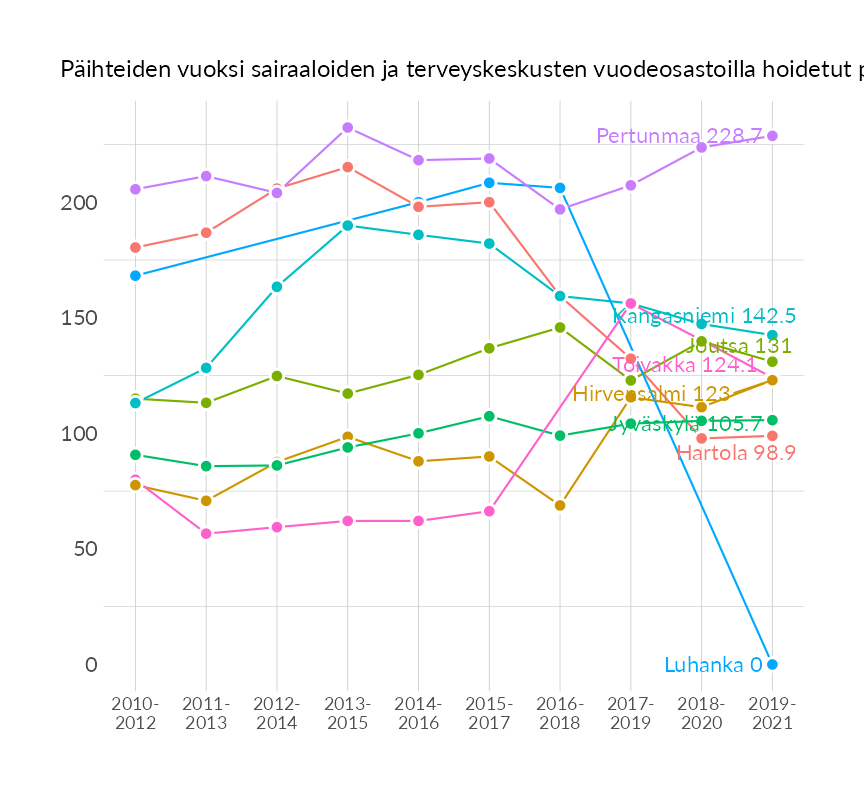 Päihteiden vuoksi sairaaloiden ja terveyskeskusten vuodeosastoilla hoidetut
Pertunmaa 228.7
200
Kangasniemi 142.5
150
Joutsa 131
Toivakka 124.1
Hirvensalmi 123
Jyväskylä 105.7
100
Hartola 98.9
50
0
Luhanka 0
2010-
2012
2011-
2013
2012-
2014
2013-
2015
2014-
2016
2015-
2017
2016-
2018
2017-
2019
2018-
2020
2019-
2021